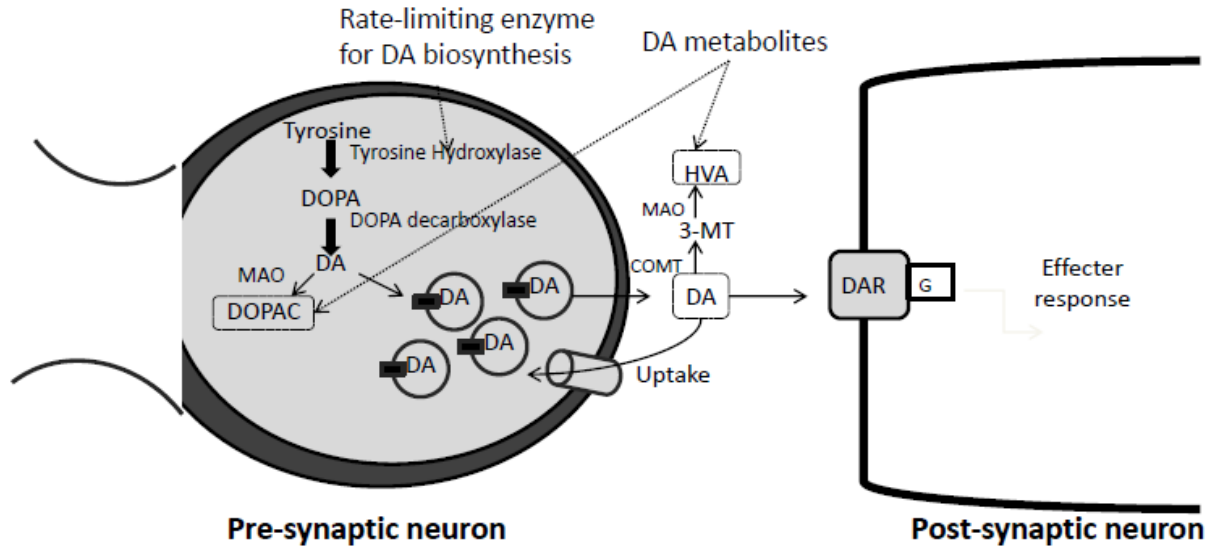 Rate-limiting enzyme
for DA biosynthesis
DA metabolites
Tyrosine
Tyrosine Hydroxylase
DOPA
DOPA decarboxylase
MAO
DA
DOPAC
DA
DA
DA
DA
HVA
MAO
3-MT
COMT
DA
Uptake
DAR
G
Effecter
response
Pre-synaptic neuron
Post-synaptic neuron